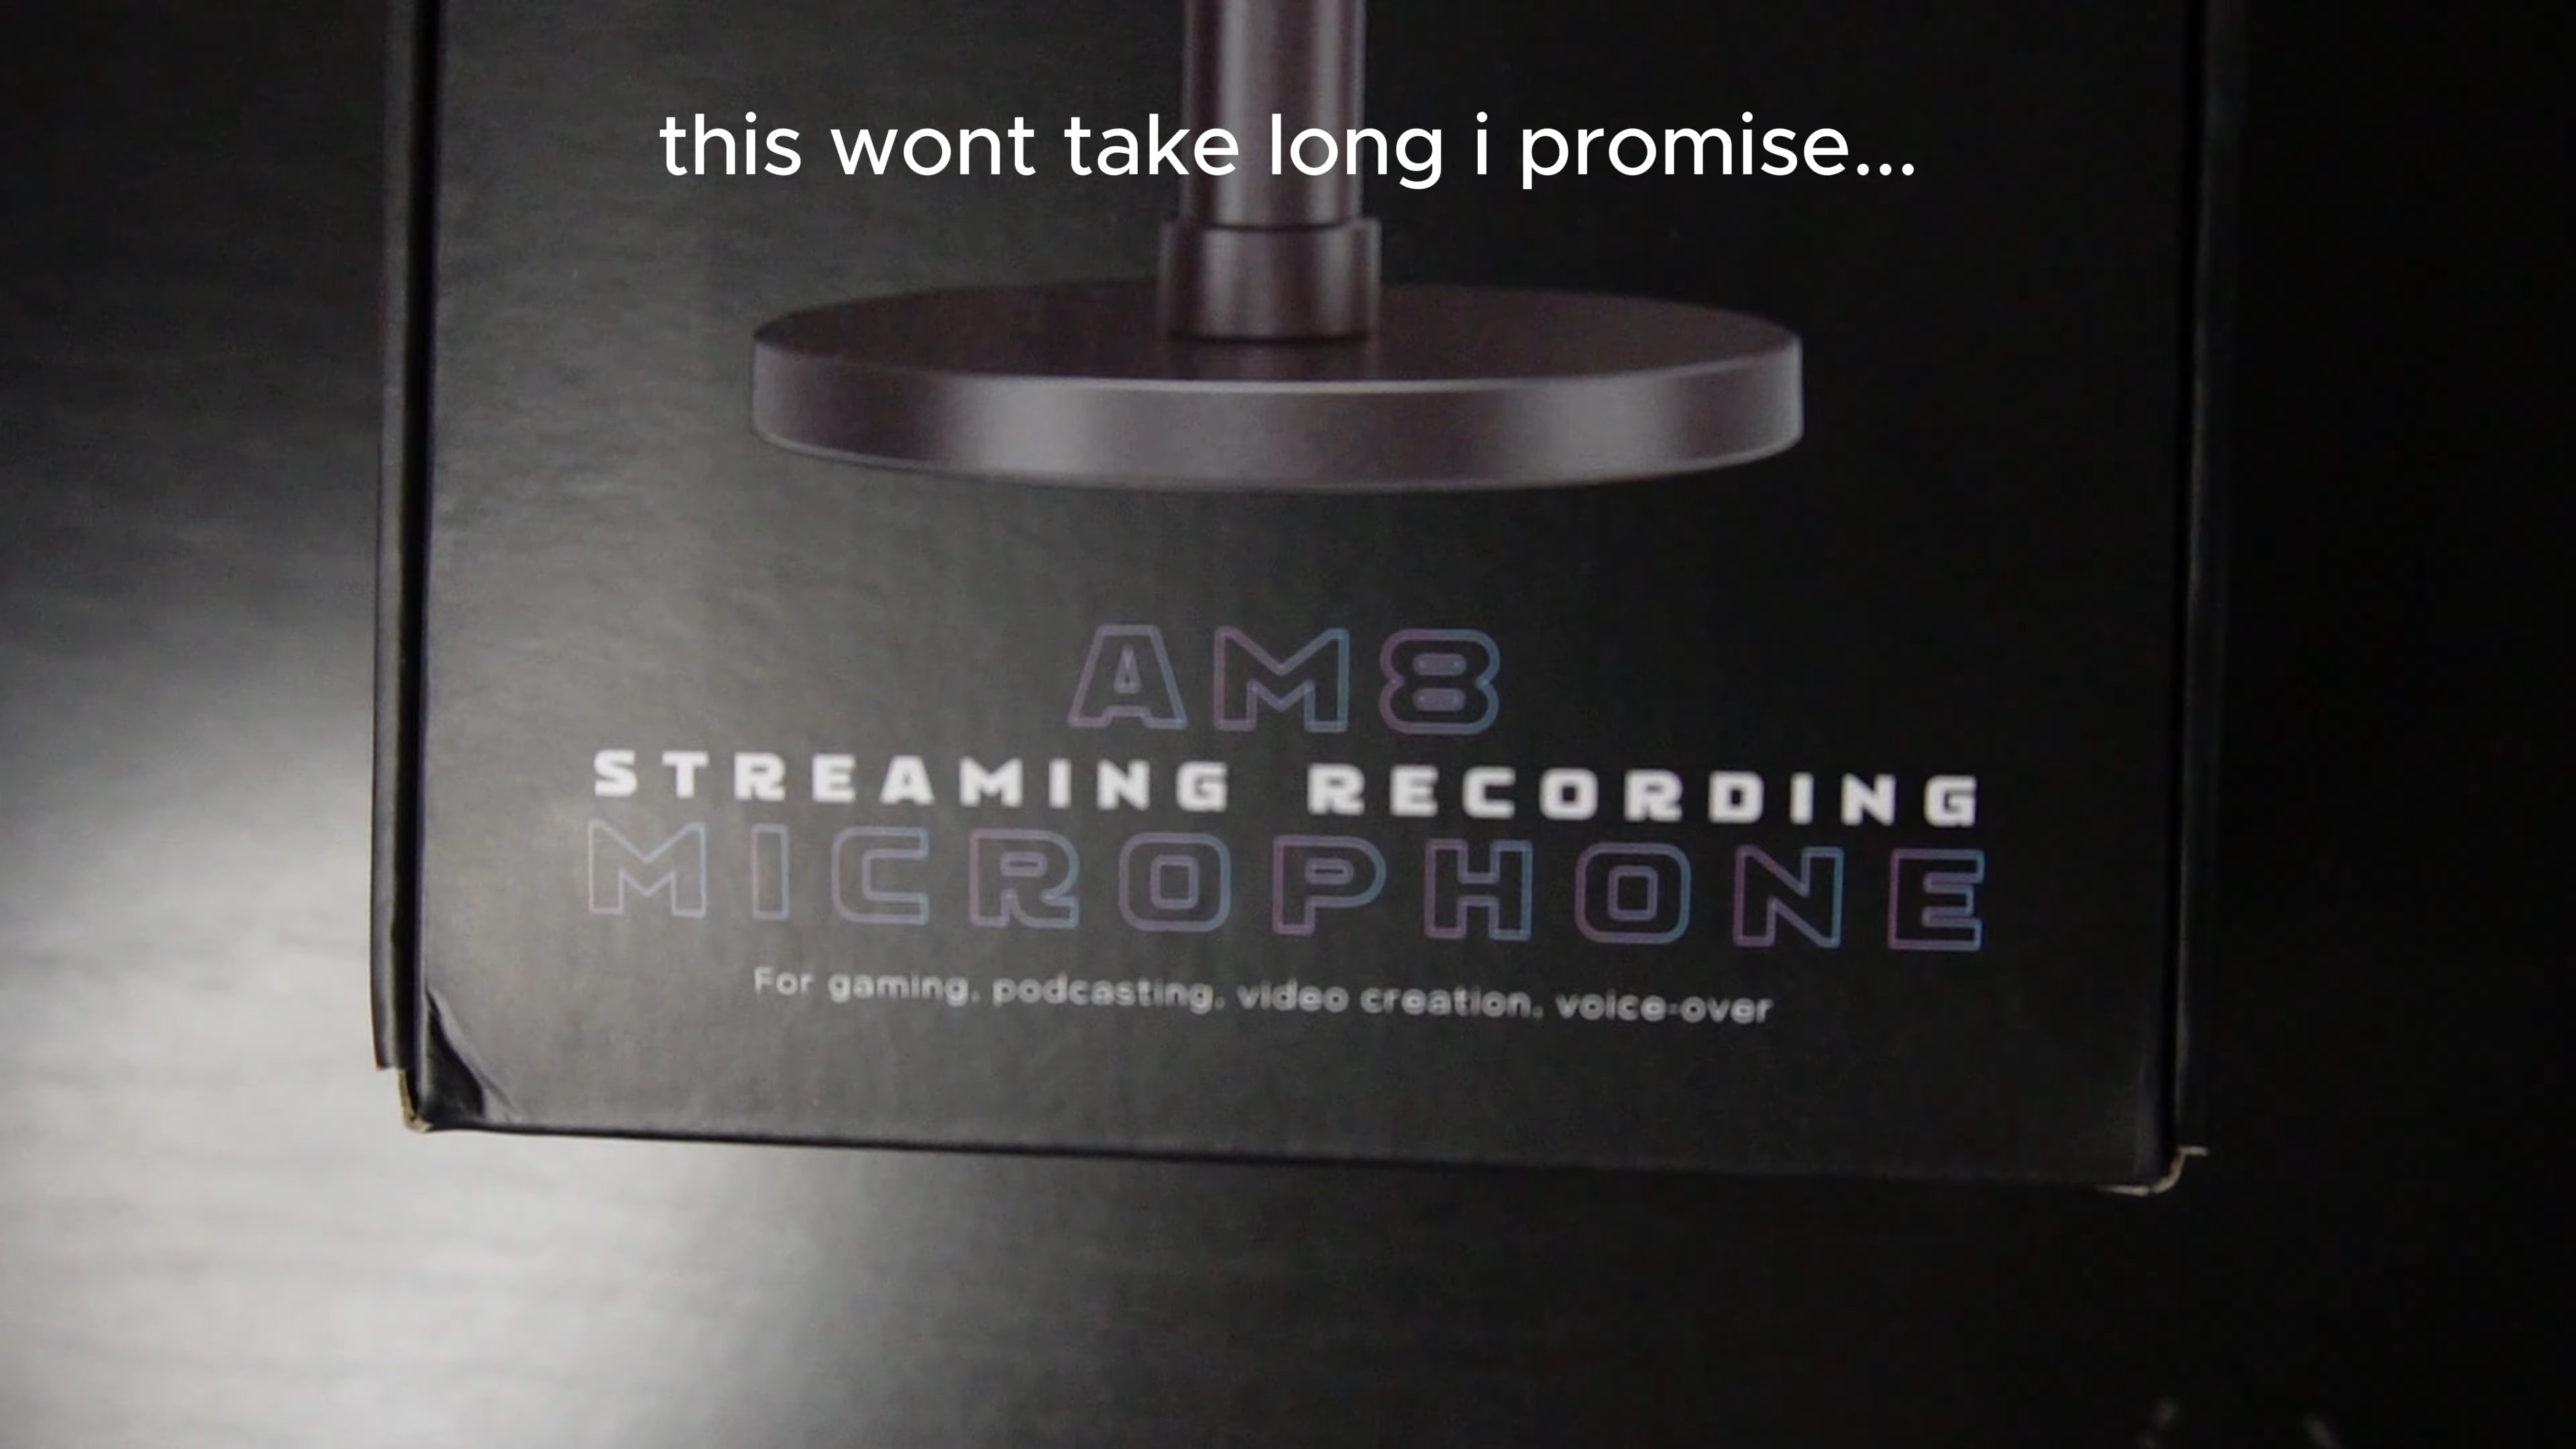 this wont take long i promise...
AM8
STREAMING RECORDING
MICROPHONE
For gaming, podcasting, video creation, voice-over